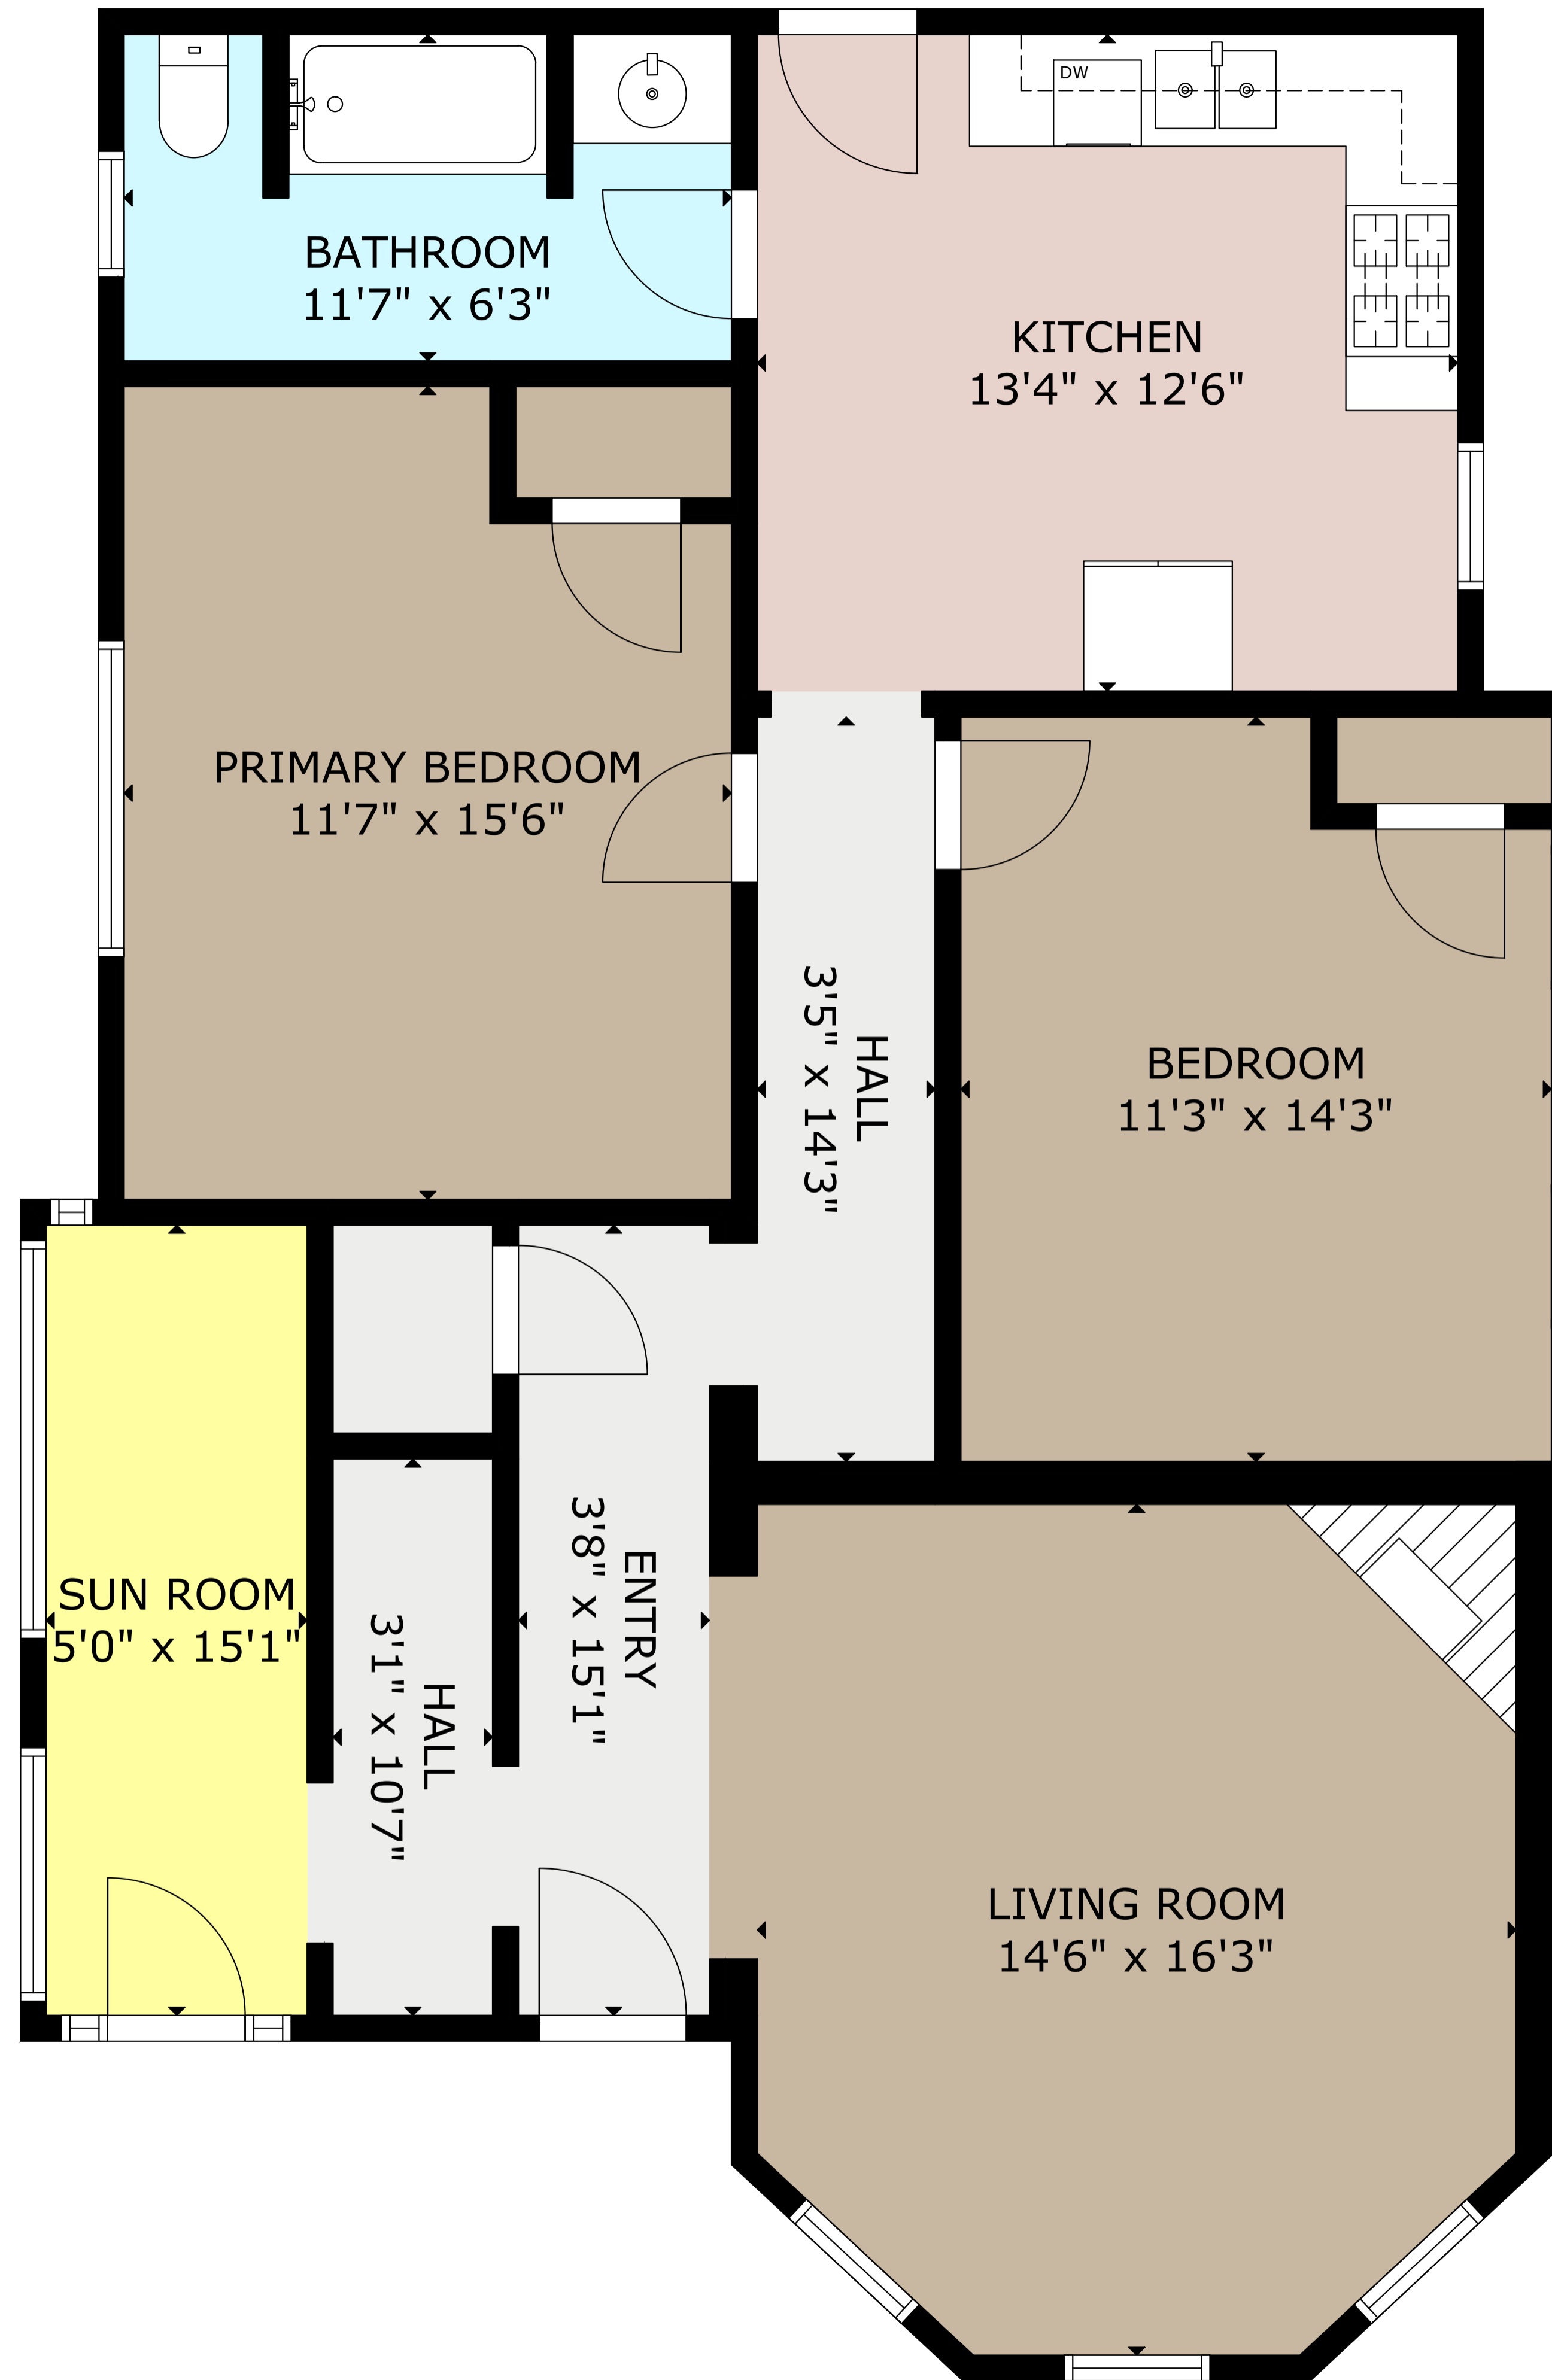 DW
BATHROOM
11'7" x 6'3"
KITCHEN
13'4" x 12'6"
PRIMARY BEDROOM
11'7" x 15'6"
HALL
3'5" x 14'3"
BEDROOM
11'3" x 14'3"
SUN ROOM
5'0" x 15'1"
HALL
3'1" x 10'7"
ENTRY
3'8" x 15'1"
LIVING ROOM
14'6" x 16'3"